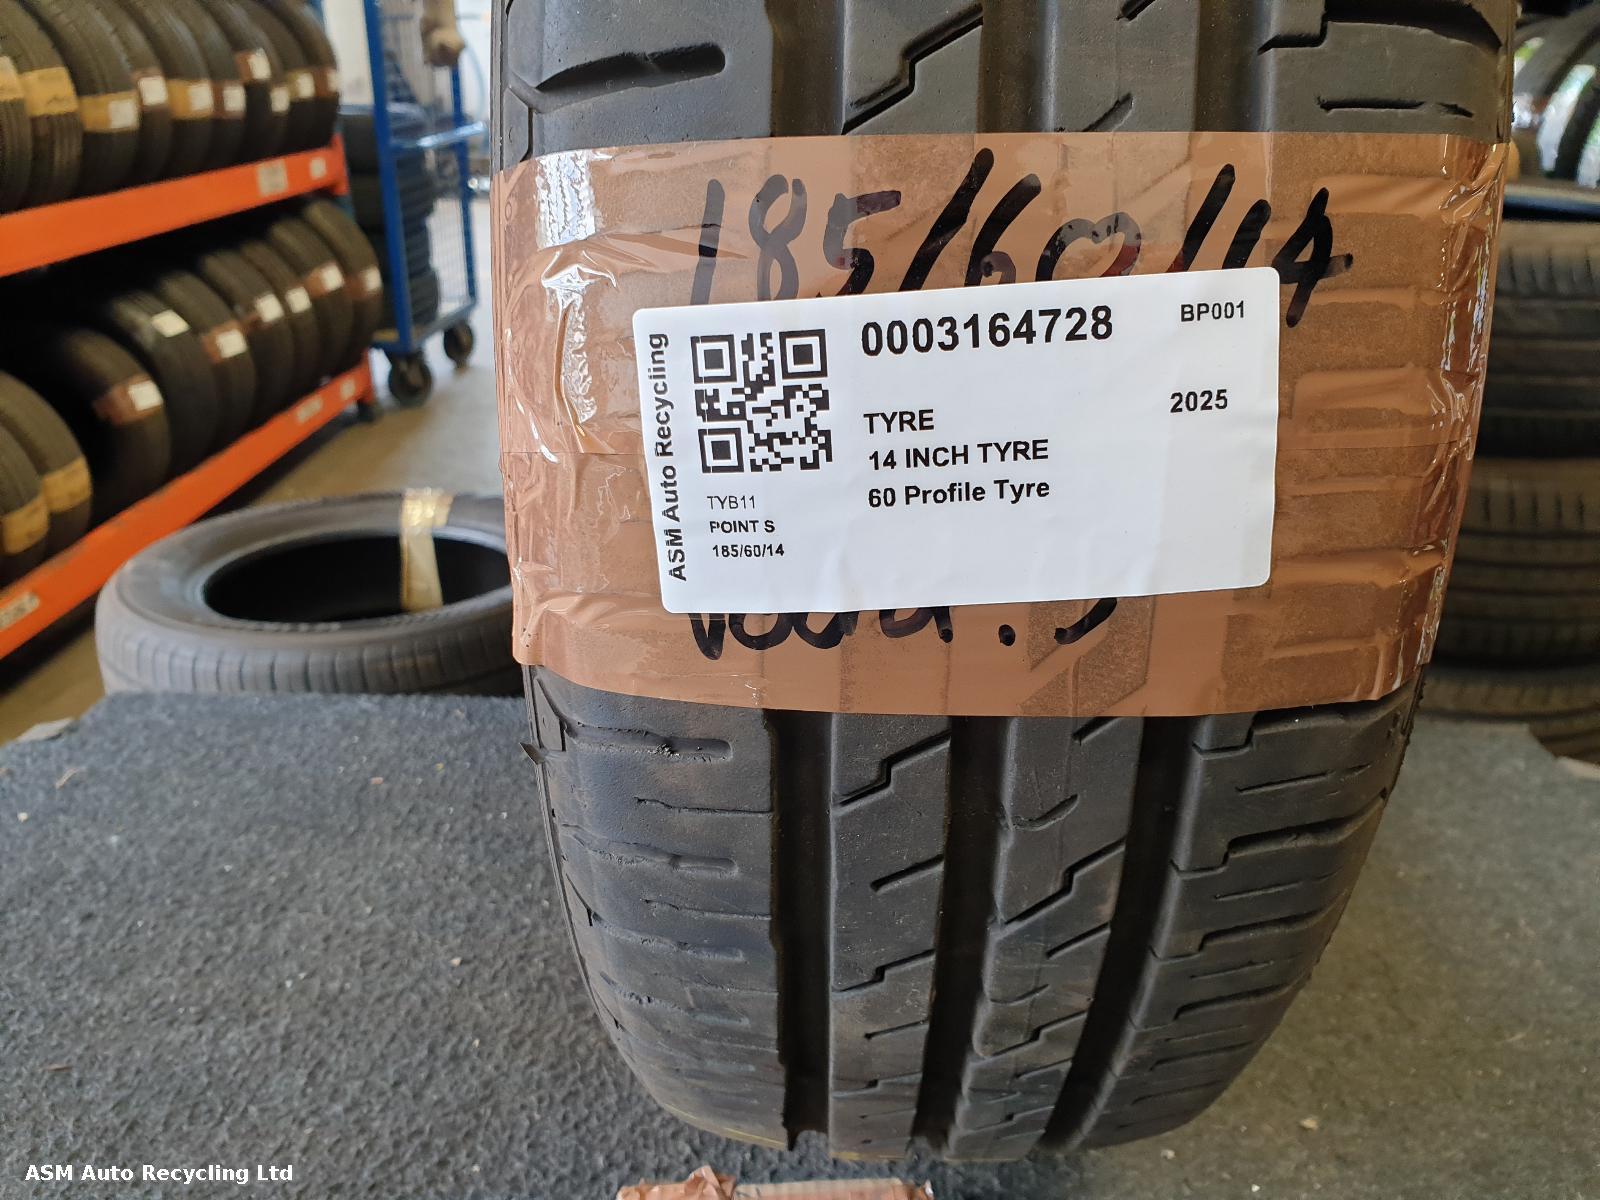 185/60/14
ASM Auto Recycling
0003164728
BP001
2025
TYRE
14 INCH TYRE
60 Profile Tyre
TYB11
POINT S
185/60/14
ASM Auto Recycling Ltd